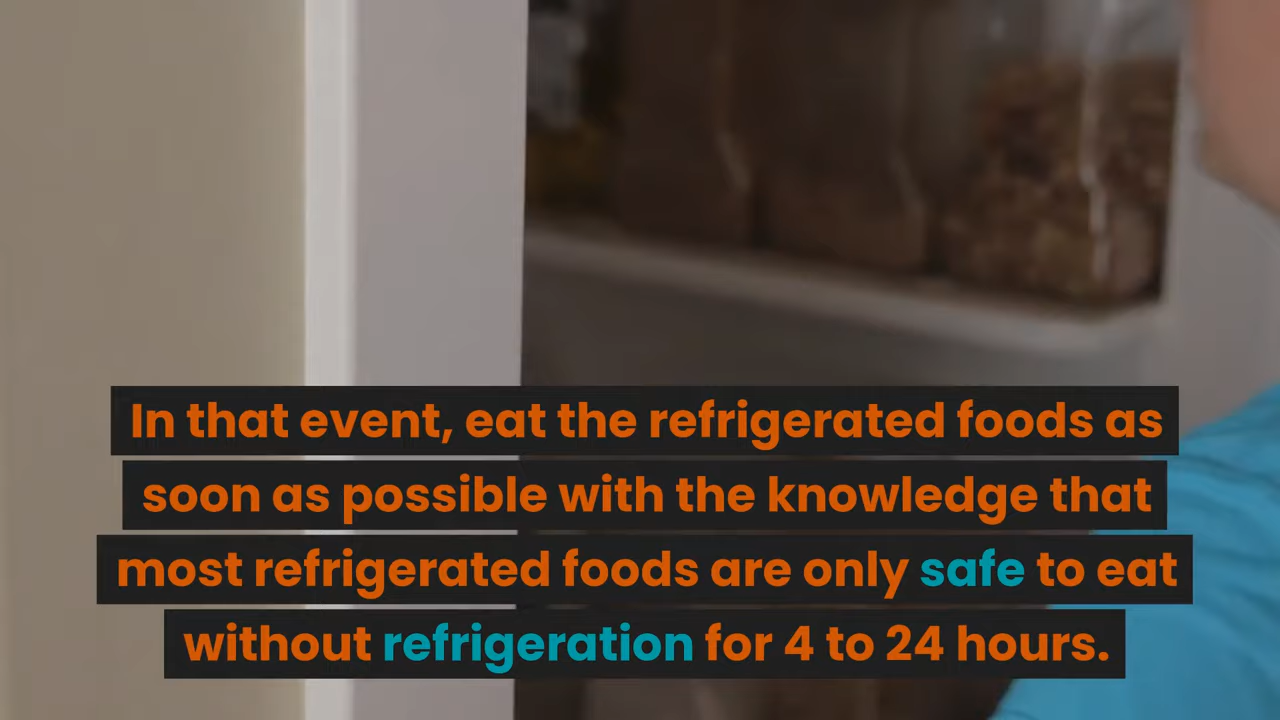 In that event, eat the refrigerated foods as
soon as possible with the knowledge that
most refrigerated foods are only safe to eat
without refrigeration for 4 to 24 hours.